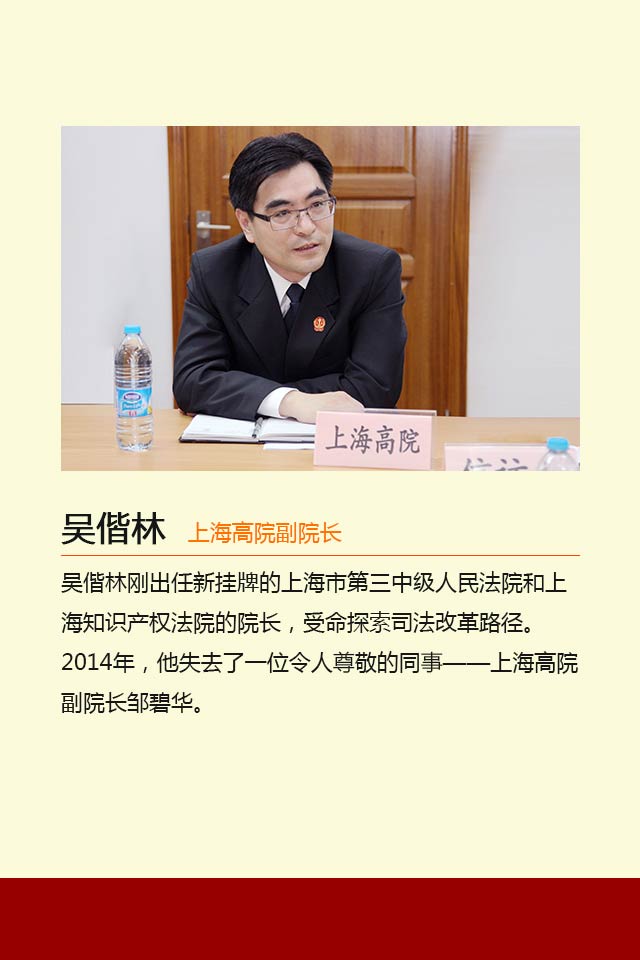 上海高院
吴偕林 上海高院副院长
吴偕林刚出任新挂牌的上海市第三中级人民法院和上
海知识产权法院的院长，受命探索司法改革路径。
2014年，他失去了一位令人尊敬的同事——上海高院
副院长邹碧华。